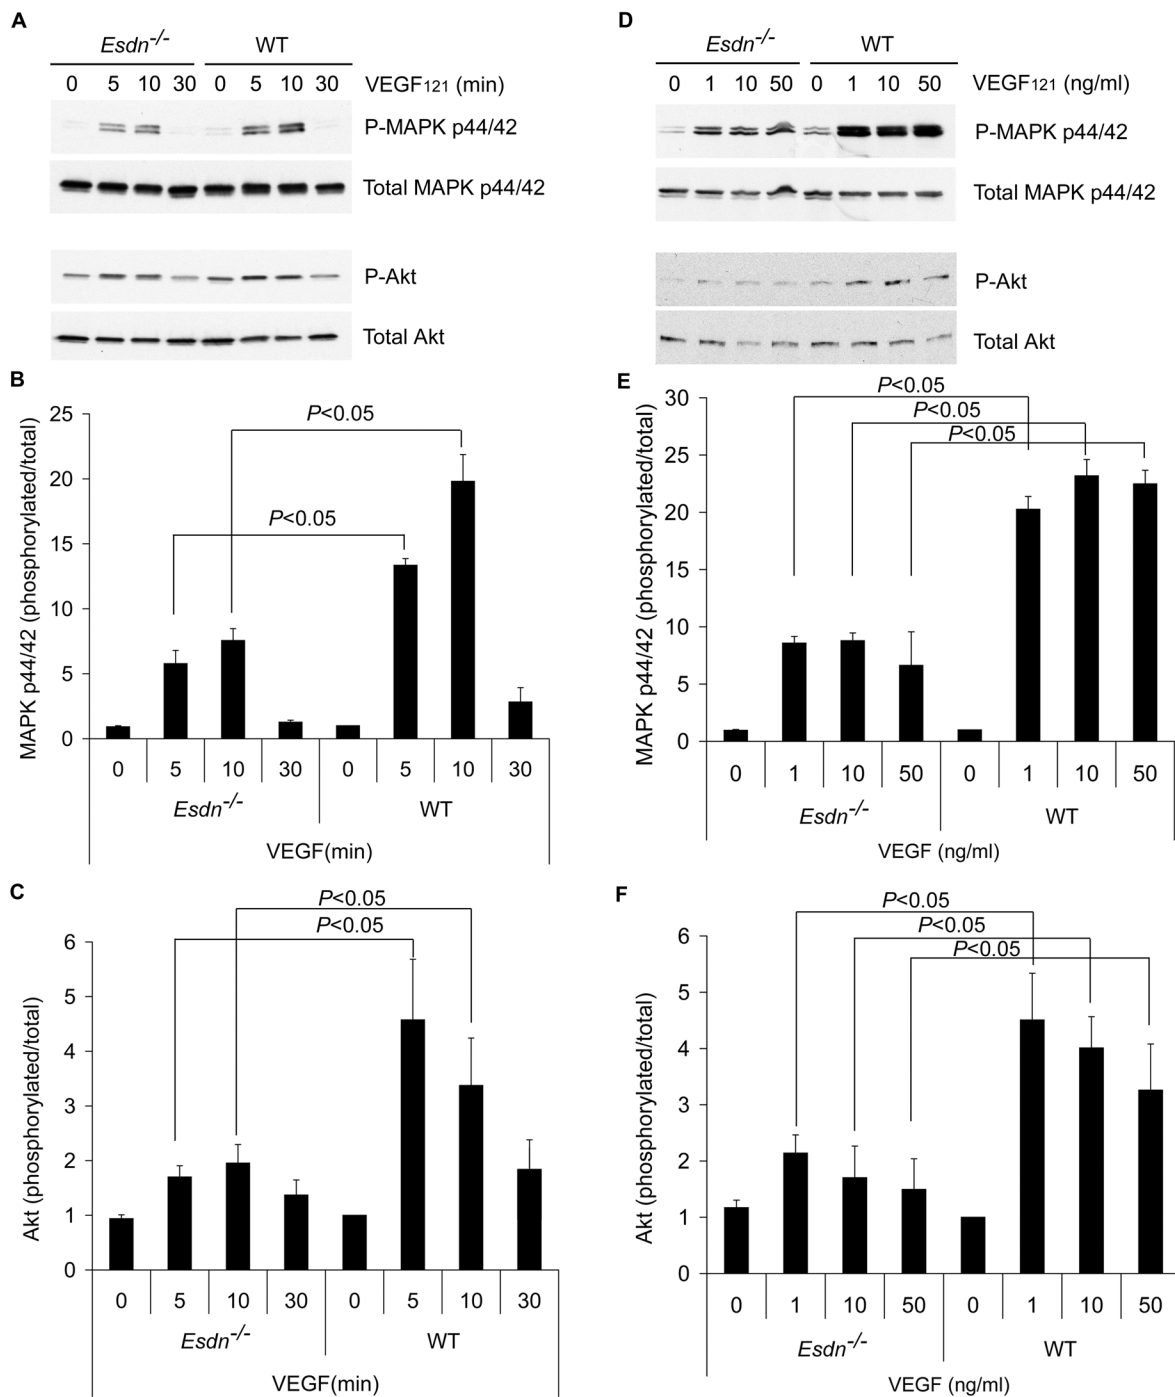 A
Esdn-/- WT
0 5 10 30 0 5 10 30 VEGF121 (min)
P-MAPK p44/42
Total MAPK p44/42
P-Akt
Total Akt
B
MAPK p44/42 (phosphorylated/total)
25
20
15
10
5
0
P<0.05
P<0.05
0 5 10 30 0 5 10 30
Esdn-/- WT
VEGF(min)
C
Akt (phosphorylated/total)
6
5
4
3
2
1
0
P<0.05
P<0.05
0 5 10 30 0 5 10 30
Esdn-/- WT
VEGF(min)
D
Esdn-/- WT
0 1 10 50 0 1 10 50 VEGF121 (ng/ml)
P-MAPK p44/42
Total MAPK p44/42
P-Akt
Total Akt
E
MAPK p44/42 (phosphorylated/total)
30
25
20
15
10
5
0
P<0.05
P<0.05
P<0.05
0 1 10 50 0 1 10 50
Esdn-/- WT
VEGF (ng/ml)
F
Akt (phosphorylated/total)
6
5
4
3
2
1
0
P<0.05
P<0.05
P<0.05
0 1 10 50 0 1 10 50
Esdn-/- WT
VEGF (ng/ml)